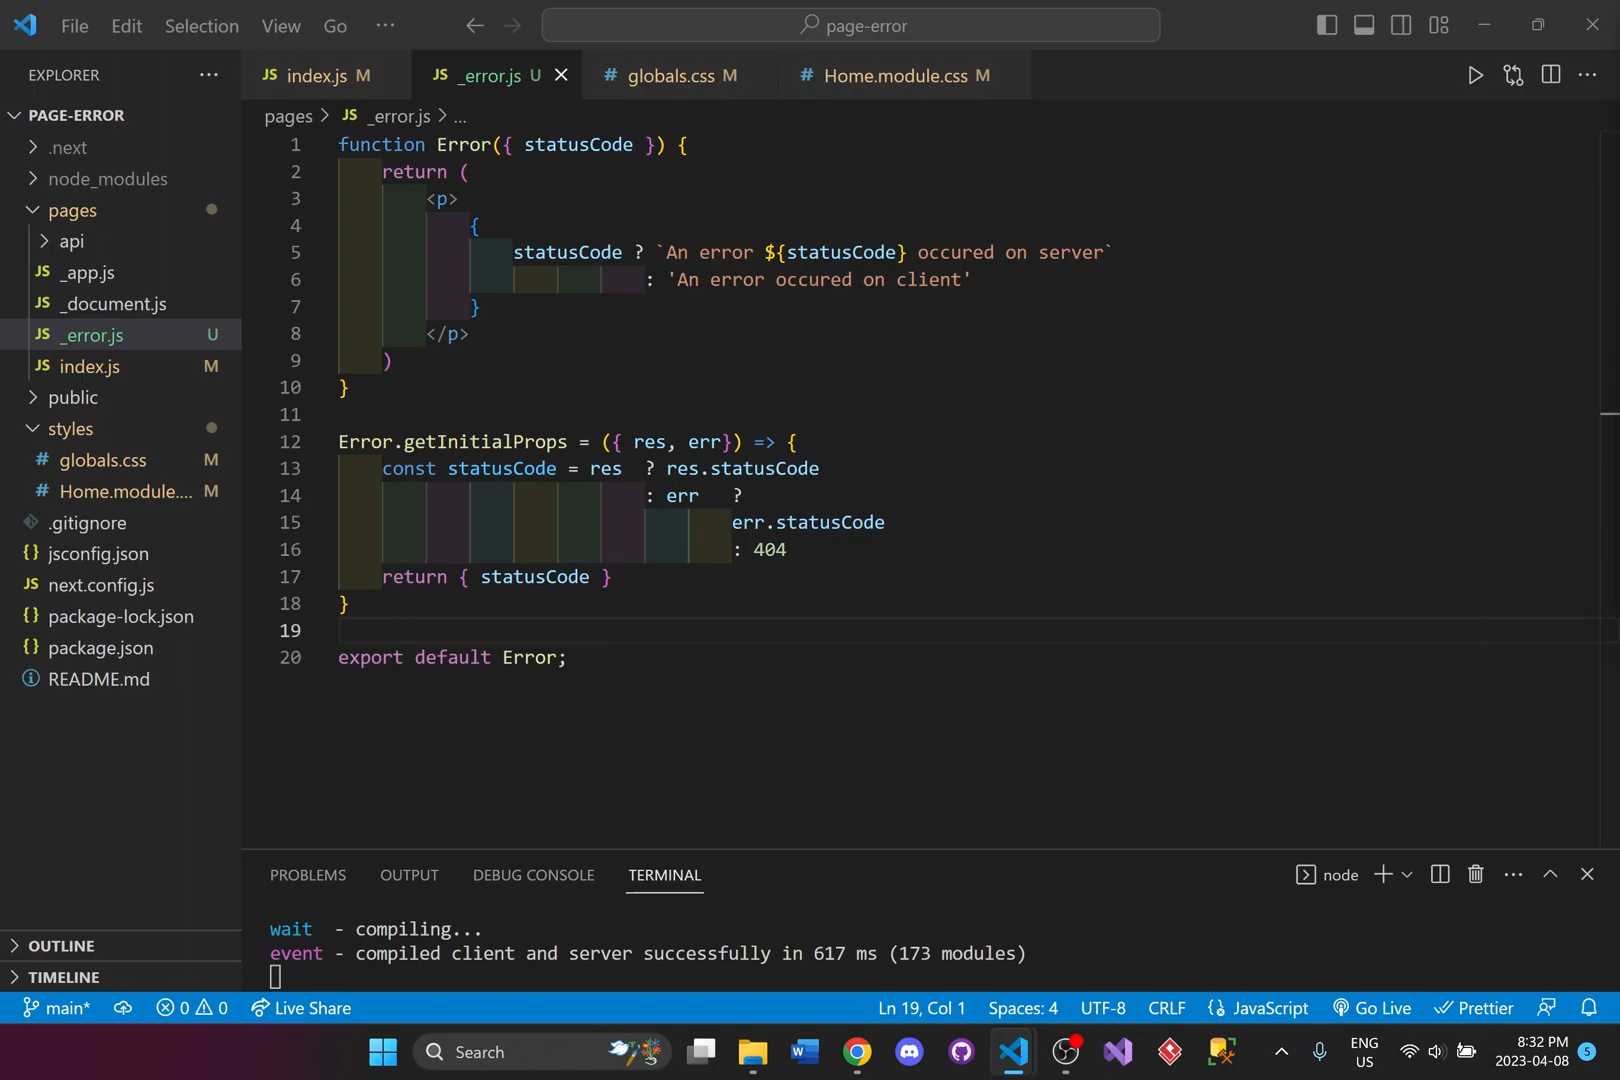 File Edit Selection View Go ···
page-error
EXPLORER ···
PAGE-ERROR
.next
node_modules
pages
api
JS _app.js
JS _document.js
JS _error.js U
JS index.js M
public
styles
# globals.css M
# Home.module.... M
.gitignore
{} jsconfig.json
JS next.config.js
{} package-lock.json
{} package.json
README.md
OUTLINE
TIMELINE
JS index.js M
JS _error.js U
# globals.css M
# Home.module.css M
pages > JS _error.js > ...
1 function Error({ statusCode }) {
2 return (
3 <p>
4 {
5 statusCode ? `An error ${statusCode} occured on server`
6 : 'An error occured on client'
7 }
8 </p>
9 )
10 }
11
12 Error.getInitialProps = ({ res, err}) => {
13 const statusCode = res ? res.statusCode
14 : err ?
15 err.statusCode
16 : 404
17 return { statusCode }
18 }
19
20 export default Error;
PROBLEMS OUTPUT DEBUG CONSOLE TERMINAL
node
wait - compiling...
event - compiled client and server successfully in 617 ms (173 modules)
main* 0 0 Live Share
Ln 19, Col 1 Spaces: 4 UTF-8 CRLF {} JavaScript Go Live Prettier
Search
W
ENG
US
8:32 PM
2023-04-08
5